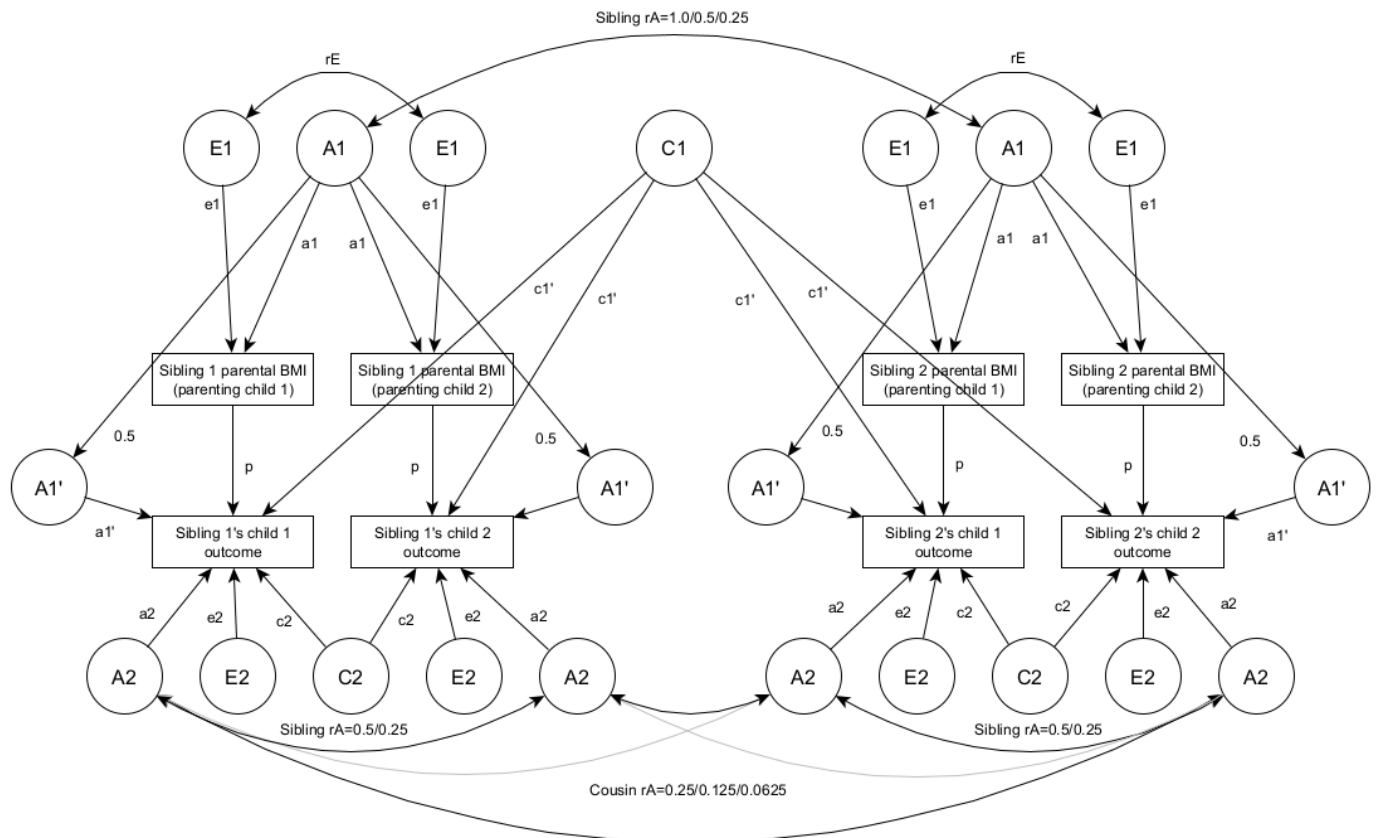 Sibling rA=1.0/0.5/0.25
rE
rE
E1
A1
E1
C1
E1
A1
E1
e1
e1
e1
e1
a1
a1
a1
a1
c1'
c1'
c1'
c1'
Sibling 1 parental BMI
(parenting child 1)
Sibling 1 parental BMI
(parenting child 2)
Sibling 2 parental BMI
(parenting child 1)
Sibling 2 parental BMI
(parenting child 2)
0.5
0.5
0.5
0.5
p
p
p
p
A1'
A1'
A1'
A1'
a1'
a1'
Sibling 1's child 1
outcome
Sibling 1's child 2
outcome
Sibling 2's child 1
outcome
Sibling 2's child 2
outcome
a2
e2
c2
c2
e2
a2
a2
e2
c2
c2
e2
a2
A2
E2
C2
E2
A2
A2
E2
C2
E2
A2
Sibling rA=0.5/0.25
Sibling rA=0.5/0.25
Cousin rA=0.25/0.125/0.0625